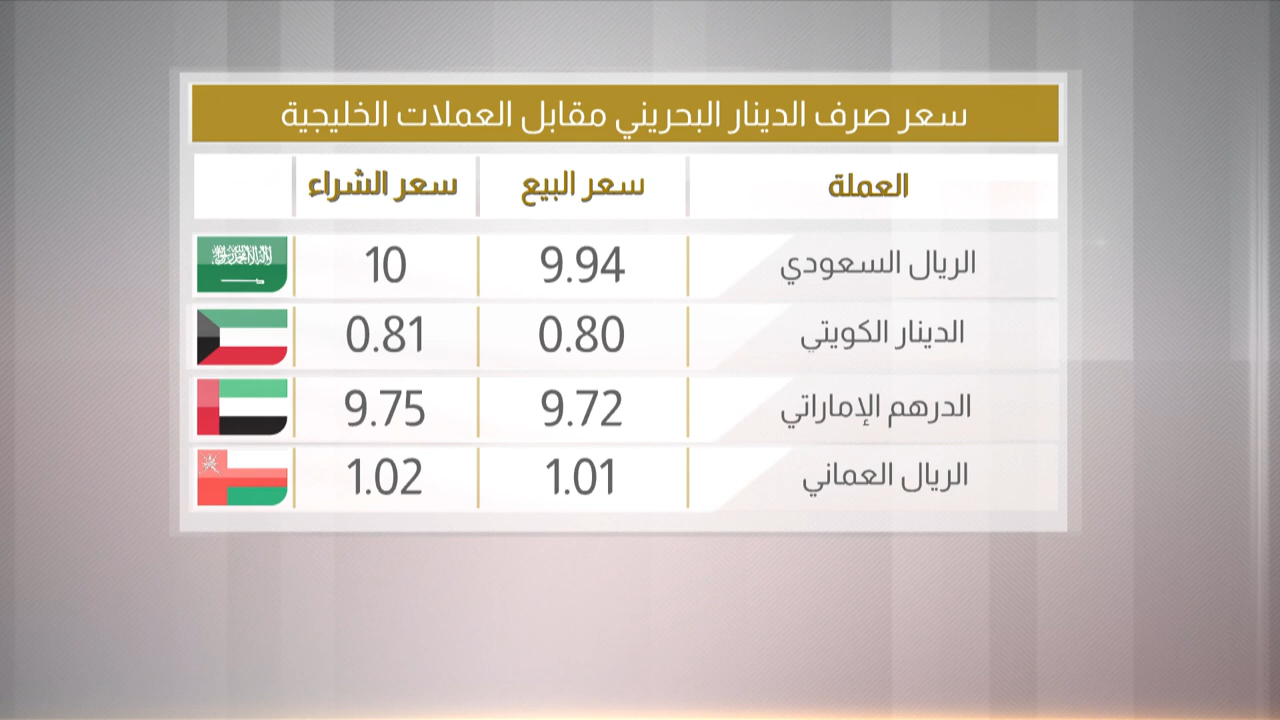 سعر صرف الدينار البحريني مقابل العملات الخليجية
العملة سعر البيع سعر الشراء
الريال السعودي 9.94 10
الدينار الكويتي 0.80 0.81
الدرهم الإماراتي 9.72 9.75
الريال العماني 1.01 1.02